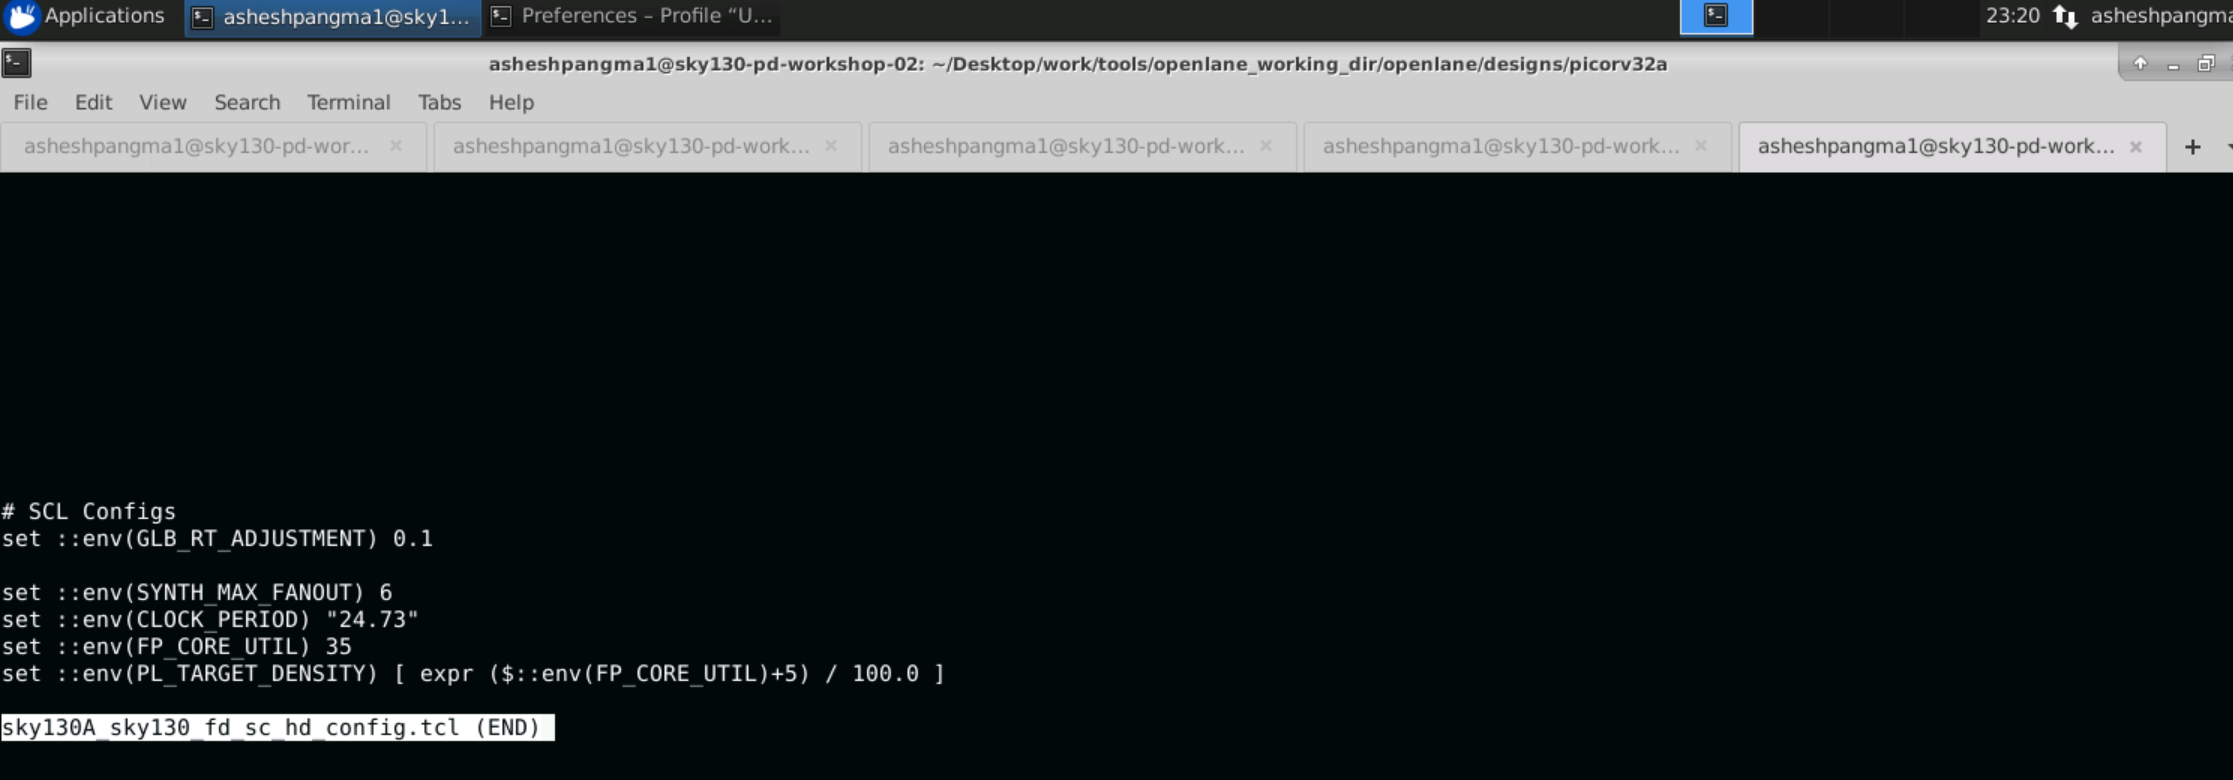 Applications asheshpangma1@sky1... Preferences – Profile “U... 23:20 asheshpangma
asheshpangma1@sky130-pd-workshop-02: ~/Desktop/work/tools/openlane_working_dir/openlane/designs/picorv32a
File Edit View Search Terminal Tabs Help
asheshpangma1@sky130-pd-wor... × asheshpangma1@sky130-pd-work... × asheshpangma1@sky130-pd-work... × asheshpangma1@sky130-pd-work... × asheshpangma1@sky130-pd-work... × +
# SCL Configs
set ::env(GLB_RT_ADJUSTMENT) 0.1
set ::env(SYNTH_MAX_FANOUT) 6
set ::env(CLOCK_PERIOD) "24.73"
set ::env(FP_CORE_UTIL) 35
set ::env(PL_TARGET_DENSITY) [ expr ($::env(FP_CORE_UTIL)+5) / 100.0 ]
sky130A_sky130_fd_sc_hd_config.tcl (END)